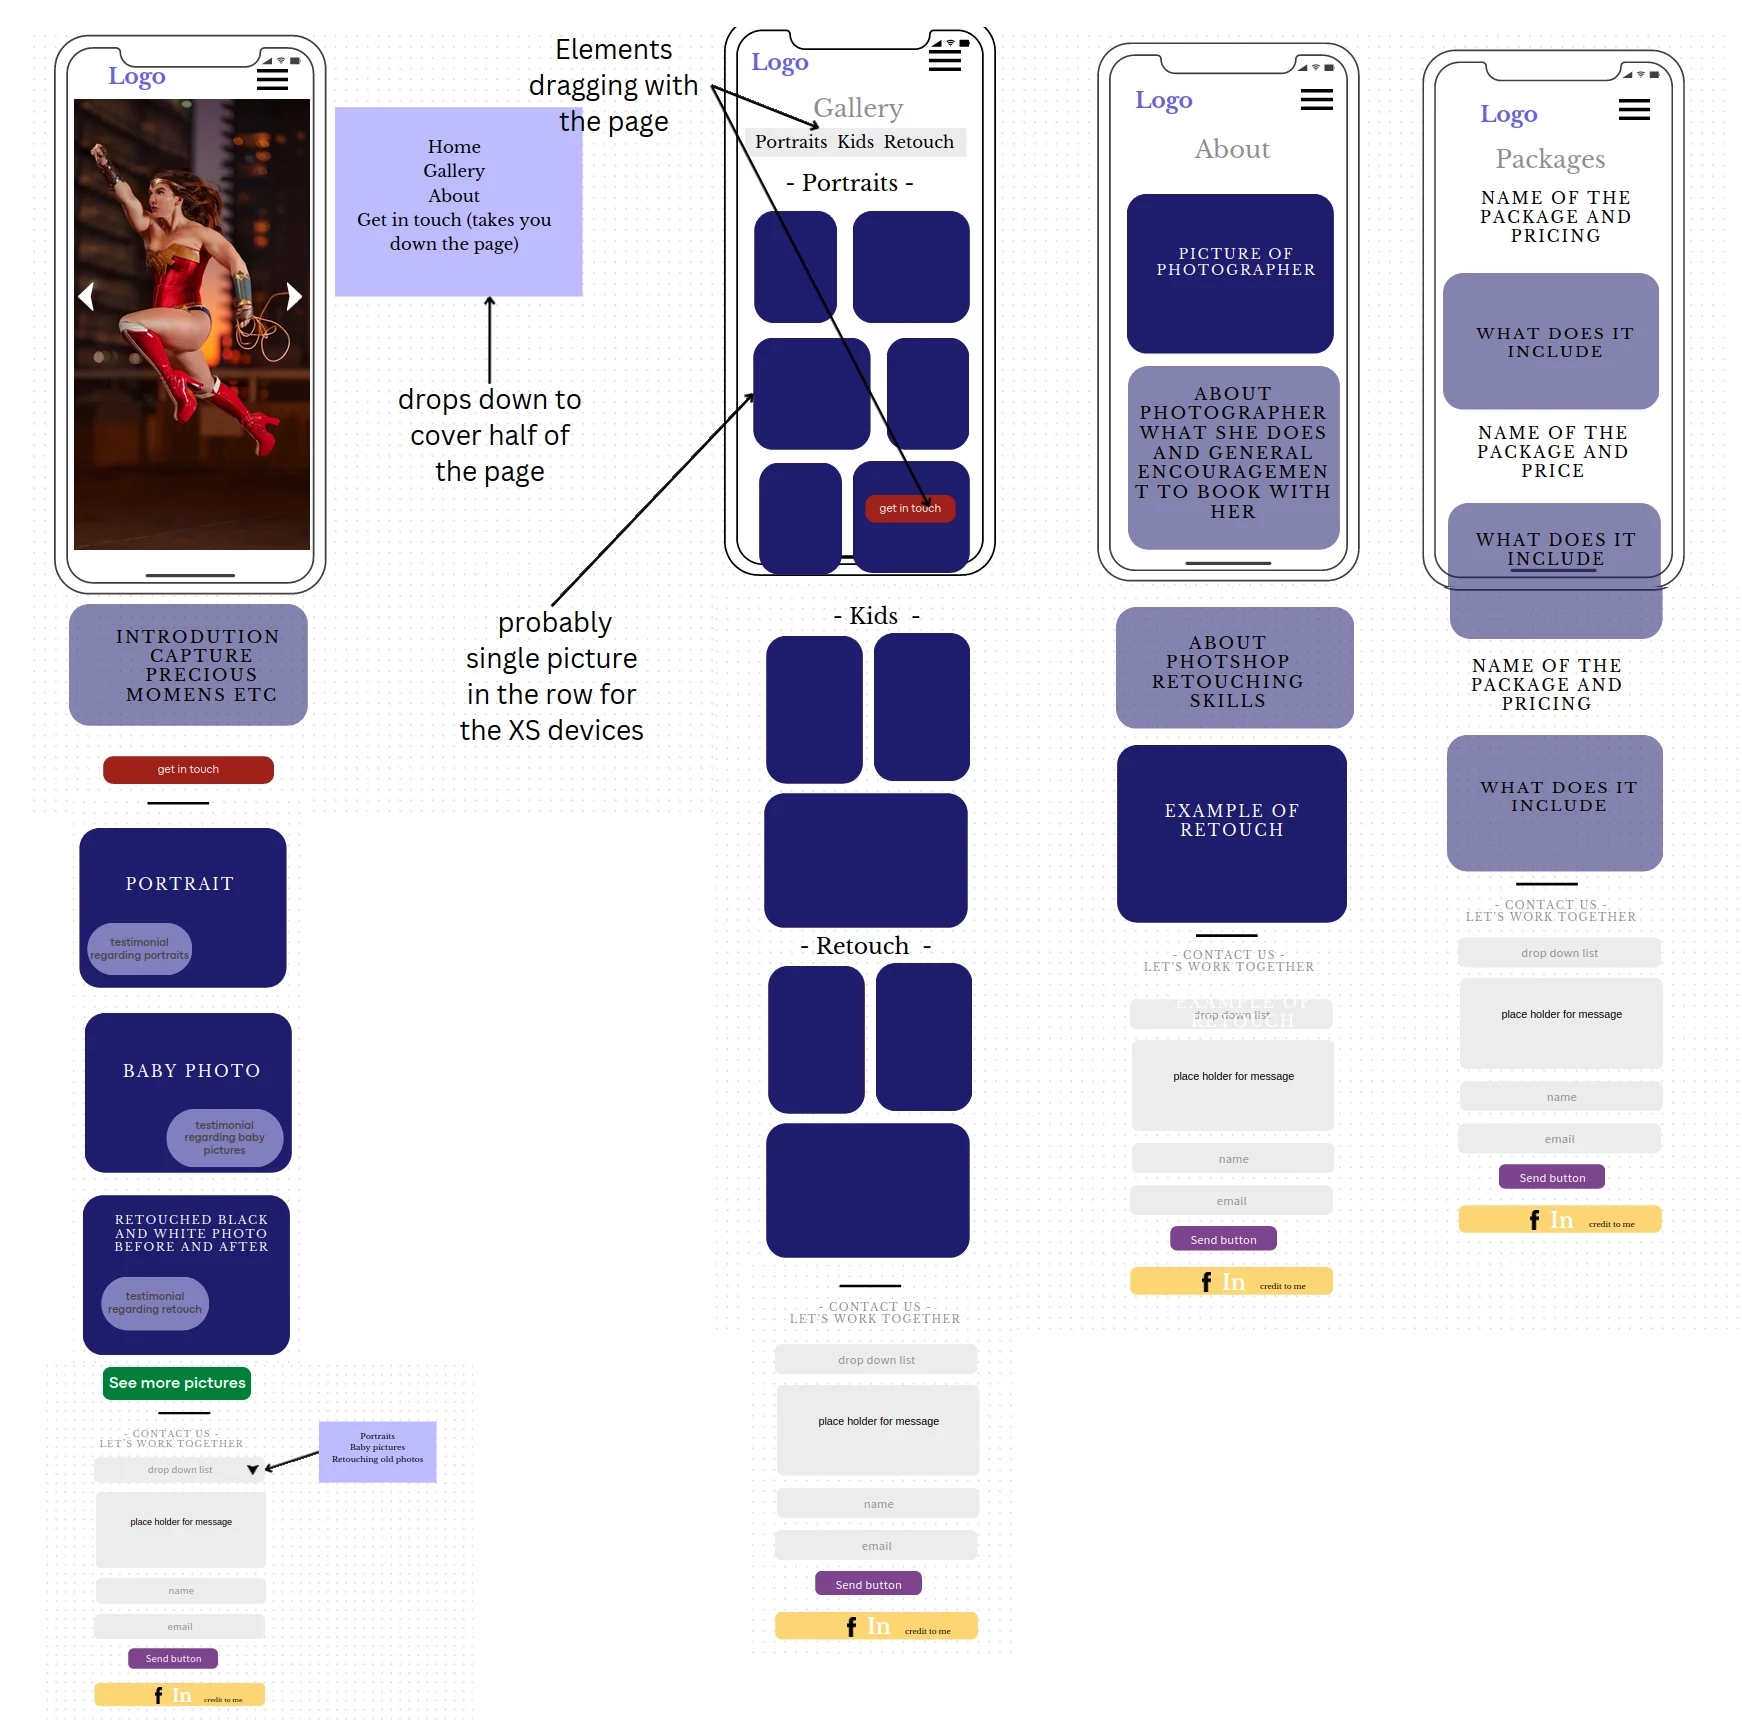 Logo
Home
Gallery
About
Get in touch (takes you
down the page)
drops down to
cover half of
the page
INTRODUTION
CAPTURE
PRECIOUS
MOMENS ETC
get in touch
PORTRAIT
testimonial
regarding portraits
BABY PHOTO
testimonial
regarding baby
pictures
RETOUCHED BLACK
AND WHITE PHOTO
BEFORE AND AFTER
testimonial
regarding retouch
See more pictures
- CONTACT US -
LET'S WORK TOGETHER
drop down list
Portraits
Baby pictures
Retouching old photos
place holder for message
name
email
Send button
f In credit to me
Elements
dragging with
the page
probably
single picture
in the row for
the XS devices
Logo
Gallery
Portraits Kids Retouch
- Portraits -
get in touch
- Kids -
- Retouch -
- CONTACT US -
LET'S WORK TOGETHER
drop down list
place holder for message
name
email
Send button
f In credit to me
Logo
About
PICTURE OF
PHOTOGRAPHER
ABOUT
PHOTOGRAPHER
WHAT SHE DOES
AND GENERAL
ENCOURAGEMEN
T TO BOOK WITH
HER
ABOUT
PHOTSHOP
RETOUCHING
SKILLS
EXAMPLE OF
RETOUCH
- CONTACT US -
LET'S WORK TOGETHER
EXAMPLE OF
drop down list
RETOUCH
place holder for message
name
email
Send button
f In credit to me
Logo
Packages
NAME OF THE
PACKAGE AND
PRICING
WHAT DOES IT
INCLUDE
NAME OF THE
PACKAGE AND
PRICE
WHAT DOES IT
INCLUDE
NAME OF THE
PACKAGE AND
PRICING
WHAT DOES IT
INCLUDE
- CONTACT US -
LET'S WORK TOGETHER
drop down list
place holder for message
name
email
Send button
f In credit to me